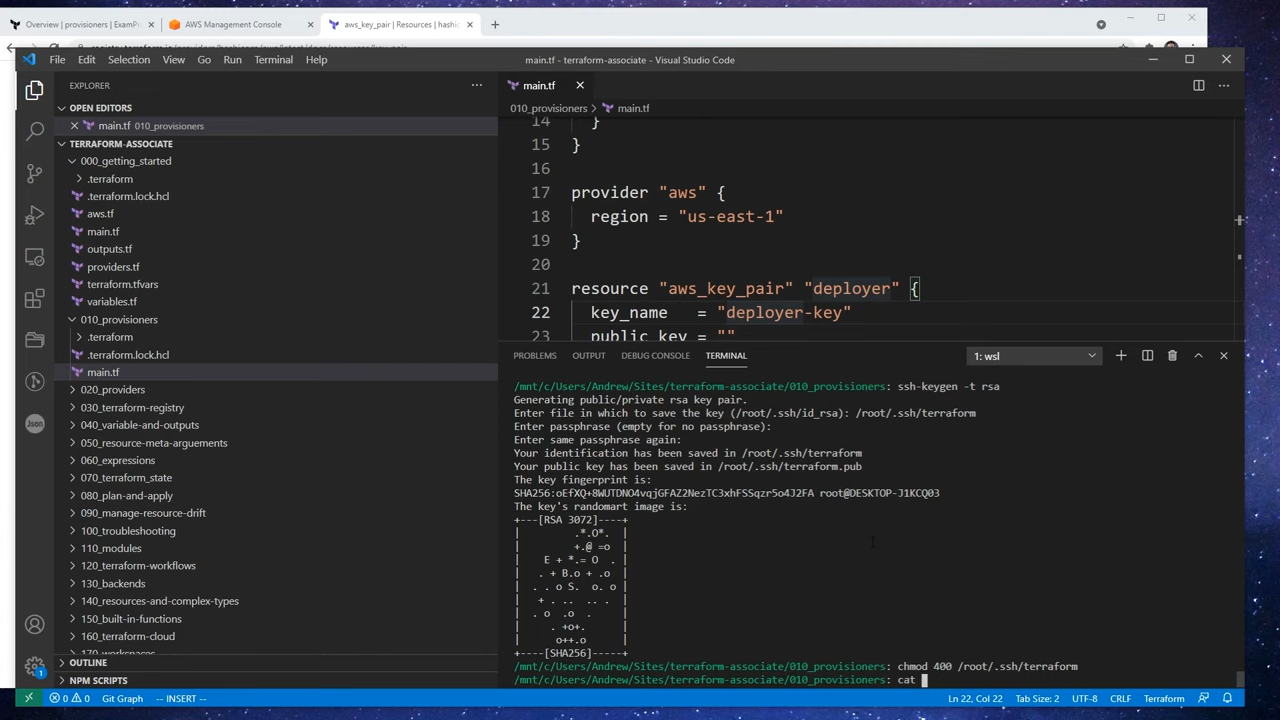 Overview | provisioners | ExamPro
AWS Management Console
aws_key_pair | Resources | hashic
File Edit Selection View Go Run Terminal Help
main.tf - terraform-associate - Visual Studio Code
EXPLORER
OPEN EDITORS
main.tf 010_provisioners
TERRAFORM-ASSOCIATE
000_getting_started
.terraform
.terraform.lock.hcl
aws.tf
main.tf
outputs.tf
providers.tf
terraform.tfvars
variables.tf
010_provisioners
.terraform
.terraform.lock.hcl
main.tf
020_providers
030_terraform-registry
040_variable-and-outputs
050_resource-meta-arguements
060_expressions
070_terraform_state
080_plan-and-apply
090_manage-resource-drift
100_troubleshooting
110_modules
120_terraform-workflows
130_backends
140_resources-and-complex-types
150_built-in-functions
160_terraform-cloud
170_workspaces
OUTLINE
NPM SCRIPTS
main.tf
010_provisioners > main.tf
14 }
15 }
16
17 provider "aws" {
18 region = "us-east-1"
19 }
20
21 resource "aws_key_pair" "deployer" {
22 key_name = "deployer-key"
23 public_key = ""
PROBLEMS OUTPUT DEBUG CONSOLE TERMINAL
1: wsl
/mnt/c/Users/Andrew/Sites/terraform-associate/010_provisioners: ssh-keygen -t rsa
Generating public/private rsa key pair.
Enter file in which to save the key (/root/.ssh/id_rsa): /root/.ssh/terraform
Enter passphrase (empty for no passphrase):
Enter same passphrase again:
Your identification has been saved in /root/.ssh/terraform
Your public key has been saved in /root/.ssh/terraform.pub
The key fingerprint is:
SHA256:oEfXQ+8WUTDNO4vqjGFAZ2NezTC3xhFSSqzr5o4J2FA root@DESKTOP-J1KCQ03
The key's randomart image is:
+---[RSA 3072]----+
| .*.O*. |
| +.@ =o |
| E + *.= O . |
| . + B.o + .o |
| . . o S. o. o |
| + . .. .. . |
| . o .o . |
| . +o+. |
| o++.o |
+----[SHA256]-----+
/mnt/c/Users/Andrew/Sites/terraform-associate/010_provisioners: chmod 400 /root/.ssh/terraform
/mnt/c/Users/Andrew/Sites/terraform-associate/010_provisioners: cat
Json
1
0 0 Git Graph -- INSERT -- Ln 22, Col 22 Tab Size: 2 UTF-8 CRLF Terraform